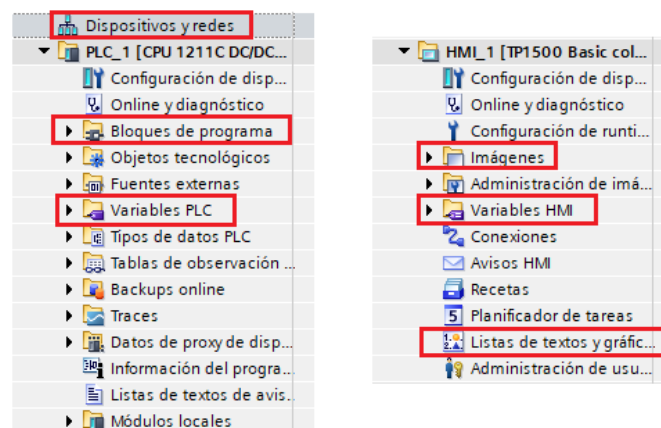 Dispositivos y redes
PLC_1 [CPU 1211C DC/DC...
Configuración de disp...
Online y diagnóstico
Bloques de programa
Objetos tecnológicos
Fuentes externas
Variables PLC
Tipos de datos PLC
Tablas de observación ...
Backups online
Traces
Datos de proxy de disp...
Información del progra...
Listas de textos de avis.
Módulos locales
HMI_1 [TP1500 Basic col...
Configuración de disp...
Online y diagnóstico
Configuración de runti...
Imágenes
Administración de imá...
Variables HMI
Conexiones
Avisos HMI
Recetas
Planificador de tareas
Listas de textos y gráfic...
Administración de usu...